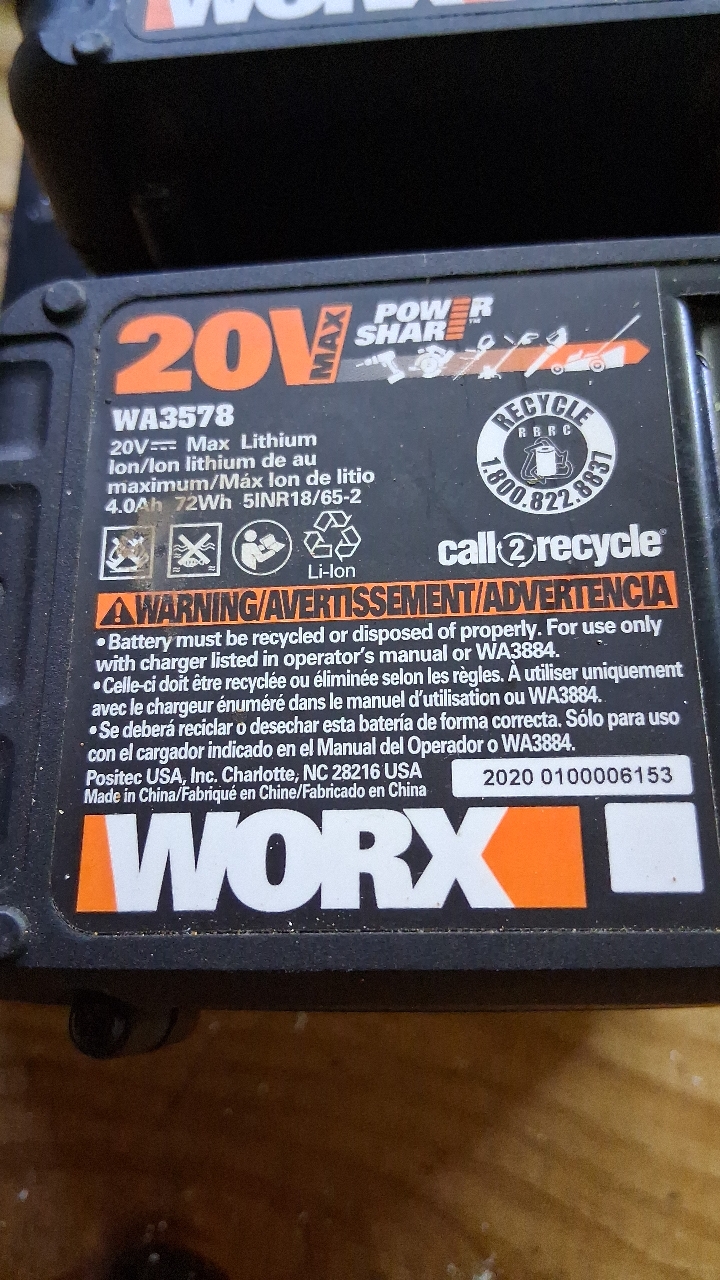 WORX
20V MAX
POWER
SHARE™
WA3578
20V Max Lithium
Ion/Ion lithium de au
maximum/Máx Ion de litio
4.0Ah 72Wh 5INR18/65-2
Li-Ion
RECYCLE
RBRC
1.800.822.8837
call2recycle®
WARNING/AVERTISSEMENT/ADVERTENCIA
•Battery must be recycled or disposed of properly. For use only
with charger listed in operator's manual or WA3884.
•Celle-ci doit être recyclée ou éliminée selon les règles. À utiliser uniquement
avec le chargeur énuméré dans le manuel d'utilisation ou WA3884.
•Se deberá reciclar o desechar esta batería de forma correcta. Sólo para uso
con el cargador indicado en el Manual del Operador o WA3884.
Positec USA, Inc. Charlotte, NC 28216 USA
Made in China/Fabriqué en Chine/Fabricado en China
2020 0100006153
WORX